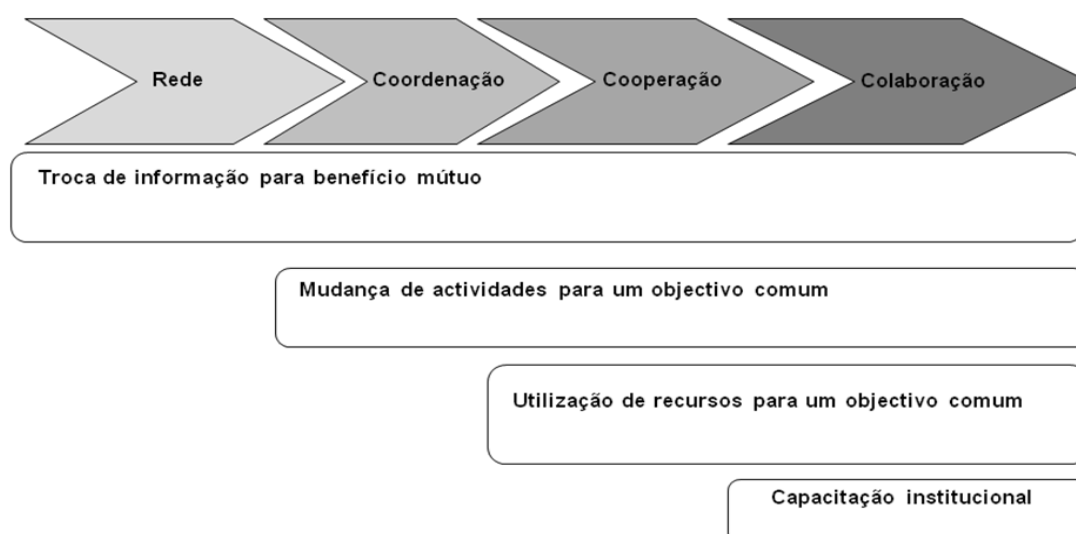 Rede
Coordenação
Cooperação
Colaboração
Troca de informação para benefício mútuo
Mudança de actividades para um objectivo comum
Utilização de recursos para um objectivo comum
Capacitação institucional